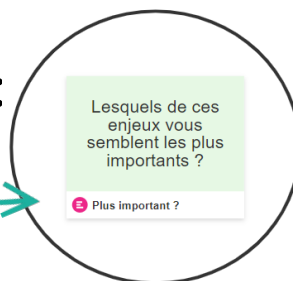 :
Lesquels de ces
enjeux vous
semblent les plus
importants ?
Plus important ?